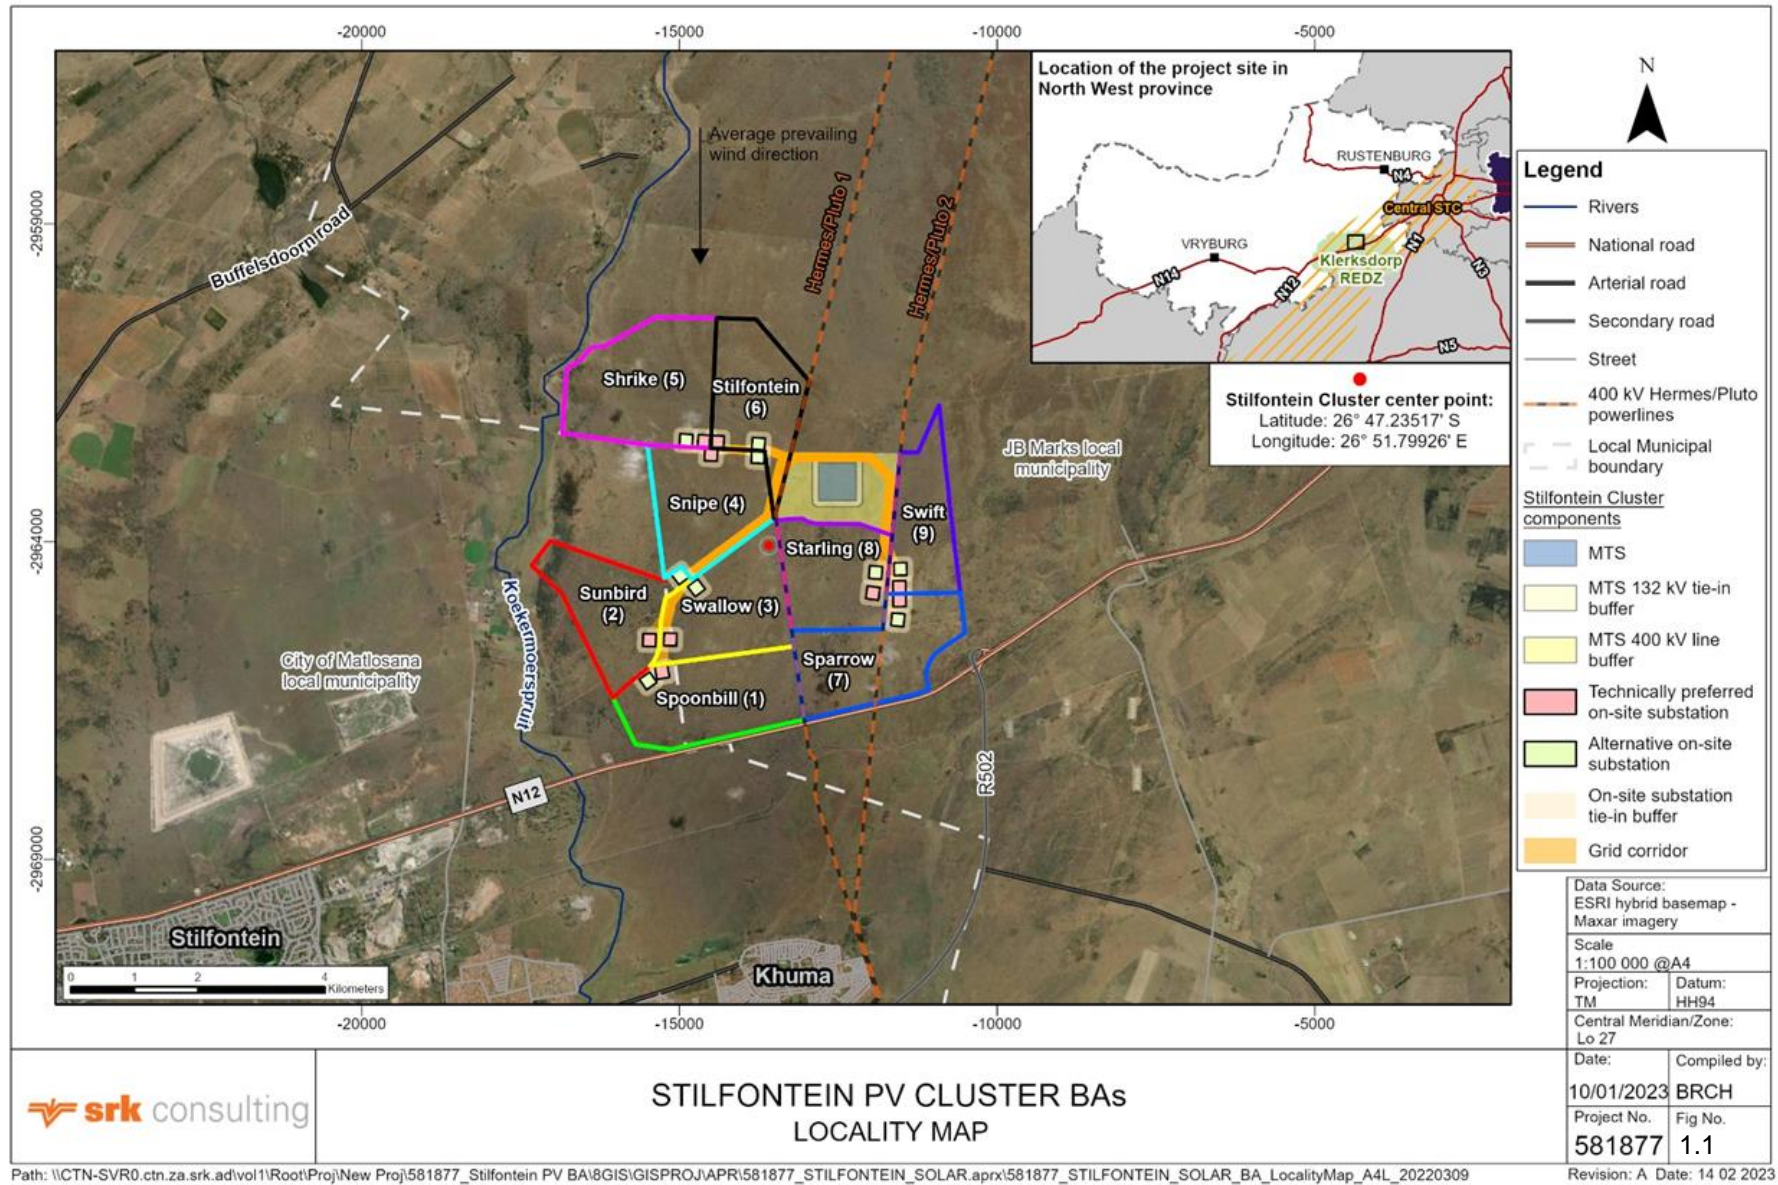 -20000
-15000
-10000
-5000
-2959000
-2964000
-2969000
Buffelsdoorn road
Average prevailing
wind direction
Hermes/Pluto 1
Hermes/Pluto 2
Shrike (5)
Stilfontein
(6)
Snipe (4)
Swift
(9)
Starling (8)
Sunbird
(2)
Swallow (3)
Sparrow
(7)
Spoonbill (1)
Koekemoerspruit
City of Matlosana
local municipality
JB Marks local
municipality
N12
R502
Stilfontein
Khuma
0 1 2 4
Kilometers
-20000
-15000
-10000
-5000
Location of the project site in
North West province
RUSTENBURG
N4
Central STC
VRYBURG
Klerksdorp
REDZ
N14
N12
N1
N3
N5
Stilfontein Cluster center point:
Latitude: 26° 47.23517' S
Longitude: 26° 51.79926' E
N
Legend
Rivers
National road
Arterial road
Secondary road
Street
400 kV Hermes/Pluto
powerlines
Local Municipal
boundary
Stilfontein Cluster
components
MTS
MTS 132 kV tie-in
buffer
MTS 400 kV line
buffer
Technically preferred
on-site substation
Alternative on-site
substation
On-site substation
tie-in buffer
Grid corridor
Data Source:
ESRI hybrid basemap -
Maxar imagery
Scale
1:100 000 @A4
Projection:
TM
Datum:
HH94
Central Meridian/Zone:
Lo 27
Date:
10/01/2023
Compiled by:
BRCH
Project No.
581877
Fig No.
1.1
srk consulting
STILFONTEIN PV CLUSTER BAs
LOCALITY MAP
Path: \\CTN-SVR0.ctn.za.srk.ad\vol1\Root\Proj\New Proj\581877_Stilfontein PV BA\8GIS\GISPROJ\APR\581877_STILFONTEIN_SOLAR.aprx\581877_STILFONTEIN_SOLAR_BA_LocalityMap_A4L_20220309
Revision: A Date: 14 02 2023